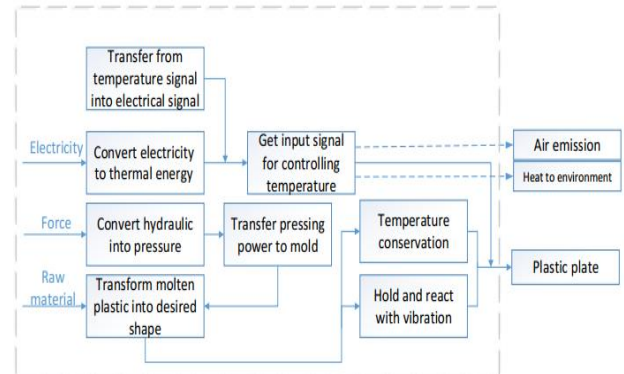 Transfer from
temperature signal
into electrical signal
Electricity
Convert electricity
to thermal energy
Get input signal
for controlling
temperature
Air emission
Heat to environment
Force
Convert hydraulic
into pressure
Transfer pressing
power to mold
Temperature
conservation
Plastic plate
Raw
material
Transform molten
plastic into desired
shape
Hold and react
with vibration